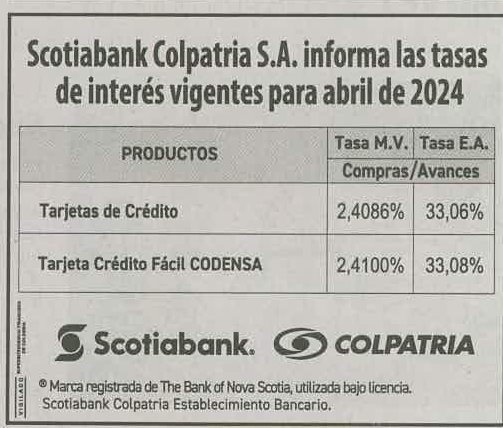 Scotiabank Colpatria S.A. informa las tasas
de interés vigentes para abril de 2024
PRODUCTOS
Tasa M.V. Tasa E.A.
Compras/Avances
Tarjetas de Crédito 2,4086% 33,06%
Tarjeta Crédito Fácil CODENSA 2,4100% 33,08%
VIGILADO SUPERINTENDENCIA FINANCIERA DE COLOMBIA
Scotiabank. COLPATRIA
® Marca registrada de The Bank of Nova Scotia, utilizada bajo licencia.
Scotiabank Colpatria Establecimiento Bancario.